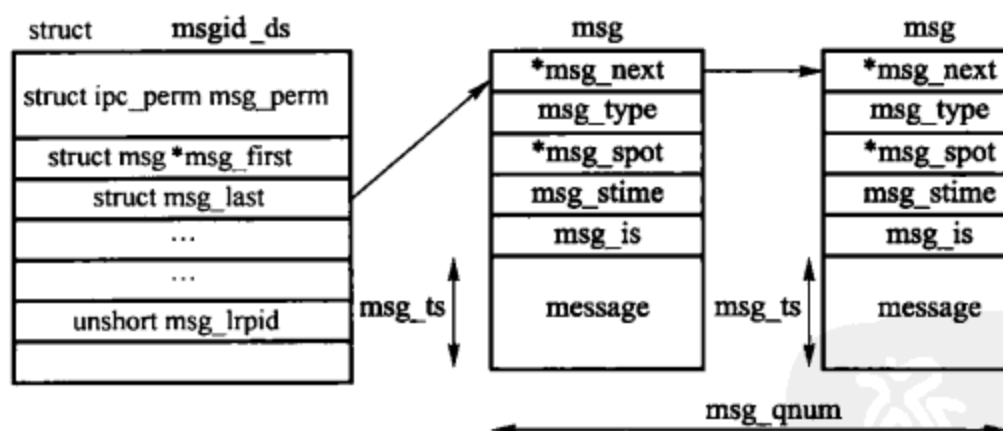 struct msgid_ds
msg
msg
struct ipc_perm msg_perm
struct msg *msg_first
struct msg_last
...
...
unshort msg_lrpid
*msg_next
msg_type
*msg_spot
msg_stime
msg_is
msg_ts
message
*msg_next
msg_type
*msg_spot
msg_stime
msg_is
msg_ts
message
msg_qnum